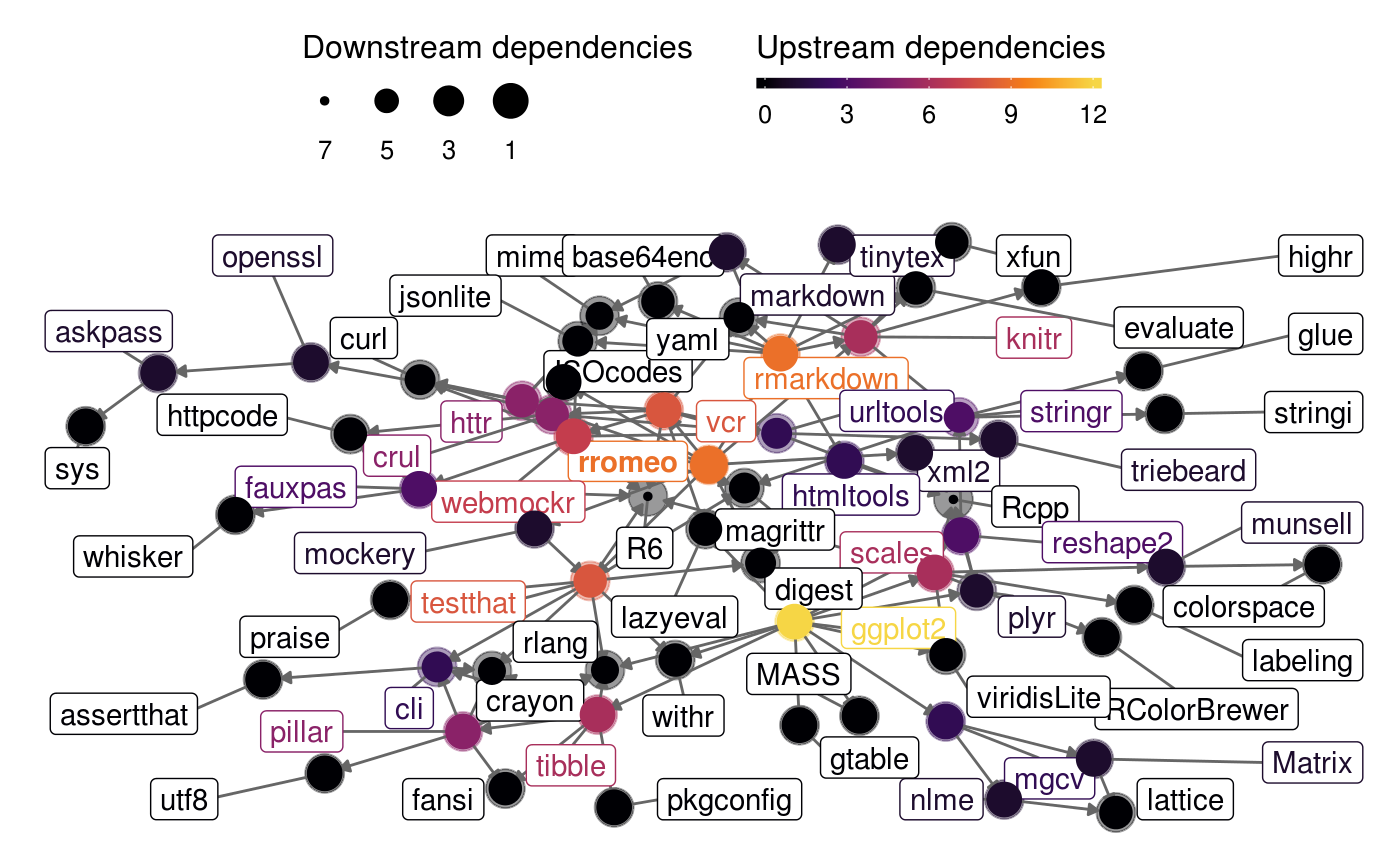 Downstream dependencies
Upstream dependencies
7 5 3 1
0 3 6 9 12
openssl
mime
base64enc
tinytex
xfun
highr
jsonlite
markdown
askpass
curl
yaml
knitr
evaluate
glue
ISOcodes
rmarkdown
httpcode
httr
vcr
urltools
stringr
stringi
sys
crul
rromeo
xml2
triebeard
fauxpas
webmockr
htmltools
Rcpp
whisker
mockery
R6
magrittr
scales
reshape2
munsell
testthat
digest
praise
lazyeval
ggplot2
plyr
colorspace
rlang
MASS
labeling
assertthat
cli
crayon
withr
viridisLite
RColorBrewer
pillar
tibble
gtable
Matrix
utf8
fansi
pkgconfig
nlme
mgcv
lattice